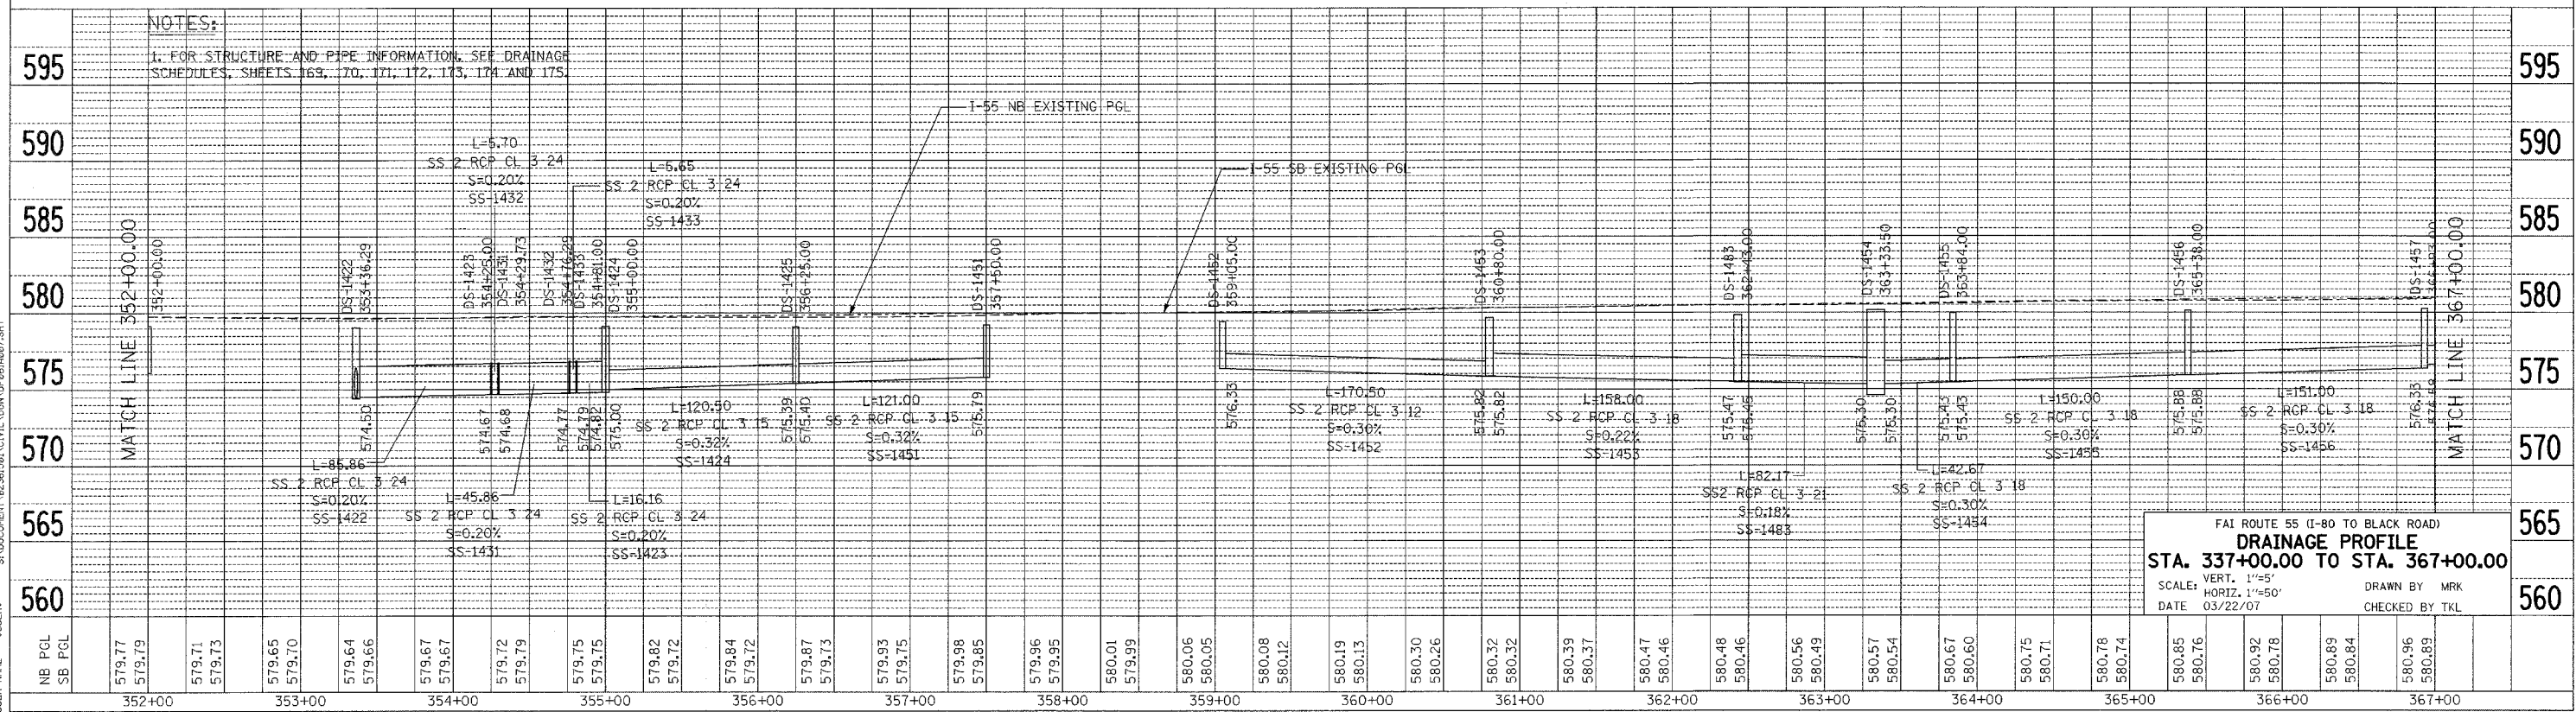 NOTES:
1. FOR STRUCTURE AND PIPE INFORMATION, SEE DRAINAGE
SCHEDULES, SHEETS 169, 170, 171, 172, 173, 174 AND 175.
595
590
585
580
575
570
565
560
595
590
585
580
575
570
565
560
MATCH LINE 352+00.00
352+00.00
I-55 NB EXISTING PGL
I-55 SB EXISTING PGL
L=5.70
SS 2 RCP CL 3 24
S=0.20%
SS-1432
L=5.65
SS 2 RCP CL 3 24
S=0.20%
SS-1433
DS-1422
353+36.29
DS-1423
354+25.00
DS-1431
354+29.73
DS-1432
354+76.29
DS-1433
354+81.00
DS-1424
355+00.00
DS-1425
356+25.00
DS-1451
357+50.00
DS-1452
359+05.00
DS-1453
360+80.00
DS-1483
362+43.00
DS-1454
363+33.50
DS-1455
363+84.00
DS-1456
365+38.00
DS-1457
MATCH LINE 367+00.00
574.50
574.67
574.68
574.77
574.79
574.82
575.00
575.39
575.40
575.79
576.33
575.82
575.82
575.47
575.45
575.30
575.30
575.43
575.43
575.88
575.88
576.33
L=85.86
SS 2 RCP CL 3 24
S=0.20%
SS-1422
L=45.86
SS 2 RCP CL 3 24
S=0.20%
SS-1431
L=16.16
SS 2 RCP CL 3 24
S=0.20%
SS-1423
L=120.50
SS 2 RCP CL 3 15
S=0.32%
SS-1424
L=121.00
SS 2 RCP CL 3 15
S=0.32%
SS-1451
L=170.50
SS 2 RCP CL 3 12
S=0.30%
SS-1452
L=158.00
SS 2 RCP CL 3 18
S=0.22%
SS-1453
L=82.17
SS2 RCP CL 3 21
S=0.18%
SS-1483
L=42.67
SS 2 RCP CL 3 18
S=0.30%
SS-1454
L=150.00
SS 2 RCP CL 3 18
S=0.30%
SS-1455
L=151.00
SS 2 RCP CL 3 18
S=0.30%
SS-1456
FAI ROUTE 55 (I-80 TO BLACK ROAD)
DRAINAGE PROFILE
STA. 337+00.00 TO STA. 367+00.00
SCALE: VERT. 1"=5'
HORIZ. 1"=50'
DRAWN BY MRK
DATE 03/22/07
CHECKED BY TKL
NB PGL
SB PGL
579.77
579.79
579.71
579.73
579.65
579.70
579.64
579.66
579.67
579.67
579.72
579.79
579.75
579.75
579.82
579.72
579.84
579.72
579.87
579.73
579.93
579.75
579.98
579.85
579.96
579.95
580.01
579.99
580.06
580.05
580.08
580.12
580.19
580.13
580.30
580.26
580.32
580.32
580.39
580.37
580.47
580.46
580.48
580.46
580.56
580.49
580.57
580.54
580.67
580.60
580.75
580.71
580.78
580.74
580.85
580.76
580.92
580.78
580.89
580.84
580.96
580.89
352+00
353+00
354+00
355+00
356+00
357+00
358+00
359+00
360+00
361+00
362+00
363+00
364+00
365+00
366+00
367+00